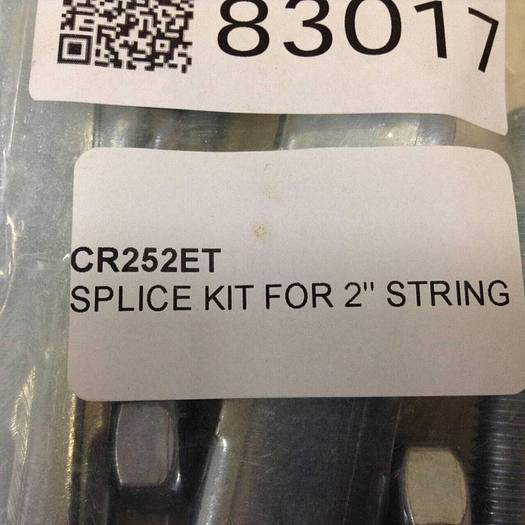 83017
CR252ET
SPLICE KIT FOR 2" STRING